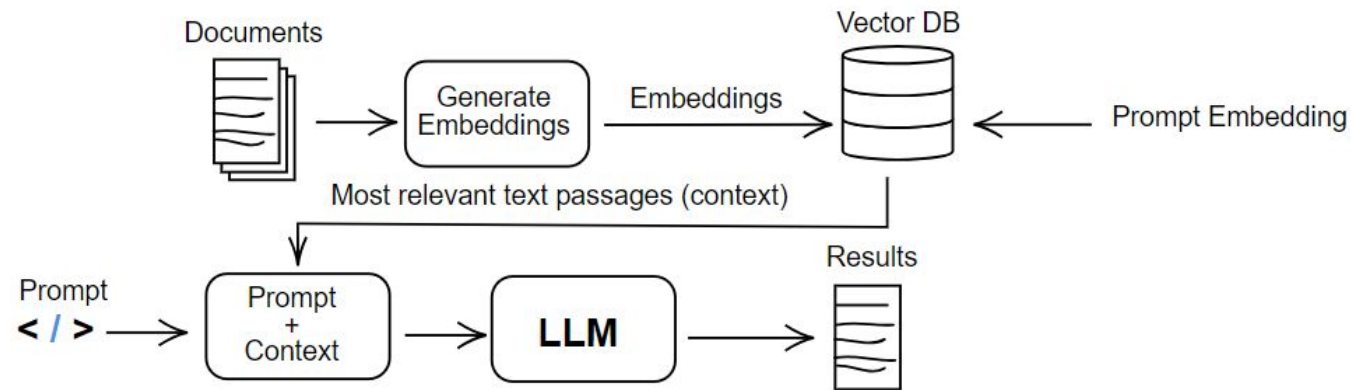 Documents
Vector DB
Generate
Embeddings
Embeddings
Prompt Embedding
Most relevant text passages (context)
Results
Prompt
< / >
Prompt
+
Context
LLM